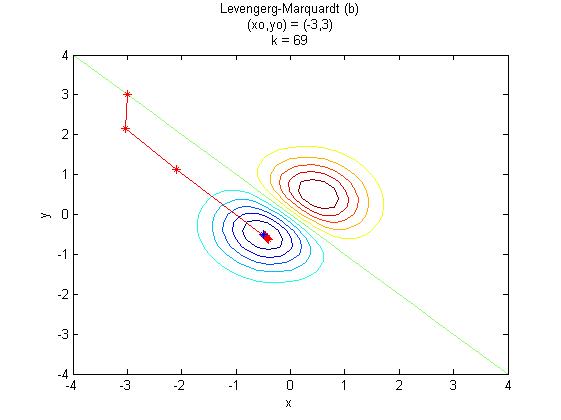 Levengerg-Marquardt (b)
(xo,yo) = (-3,3)
k = 69
4
3
2
1
0
-1
-2
-3
-4
y
-4 -3 -2 -1 0 1 2 3 4
x